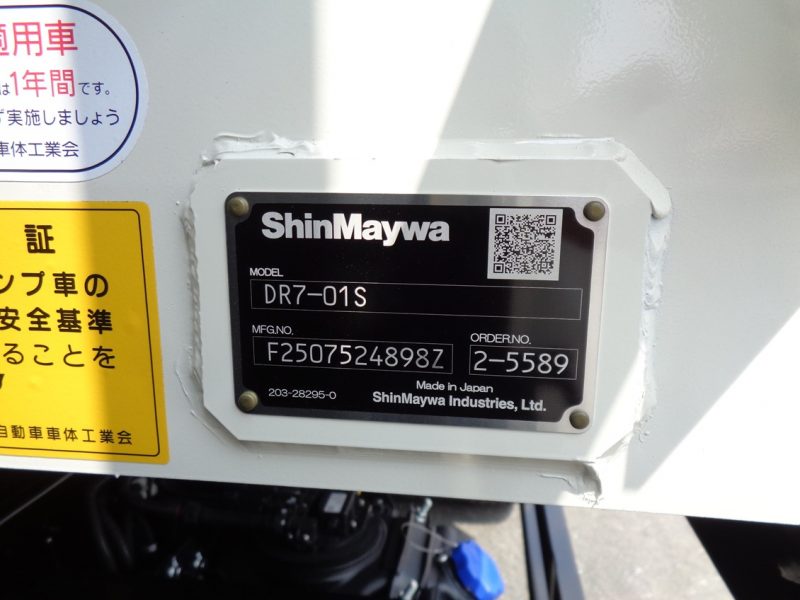 適用車
は1年間です。
ず実施しましょう
車体工業会
証
ンプ車の
安全基準
ることを
自動車車体工業会
ShinMaywa
MODEL
DR7-01S
MFG.NO. ORDER.NO.
F2507524898Z 2-5589
Made in Japan
203-28295-0 ShinMaywa Industries, Ltd.